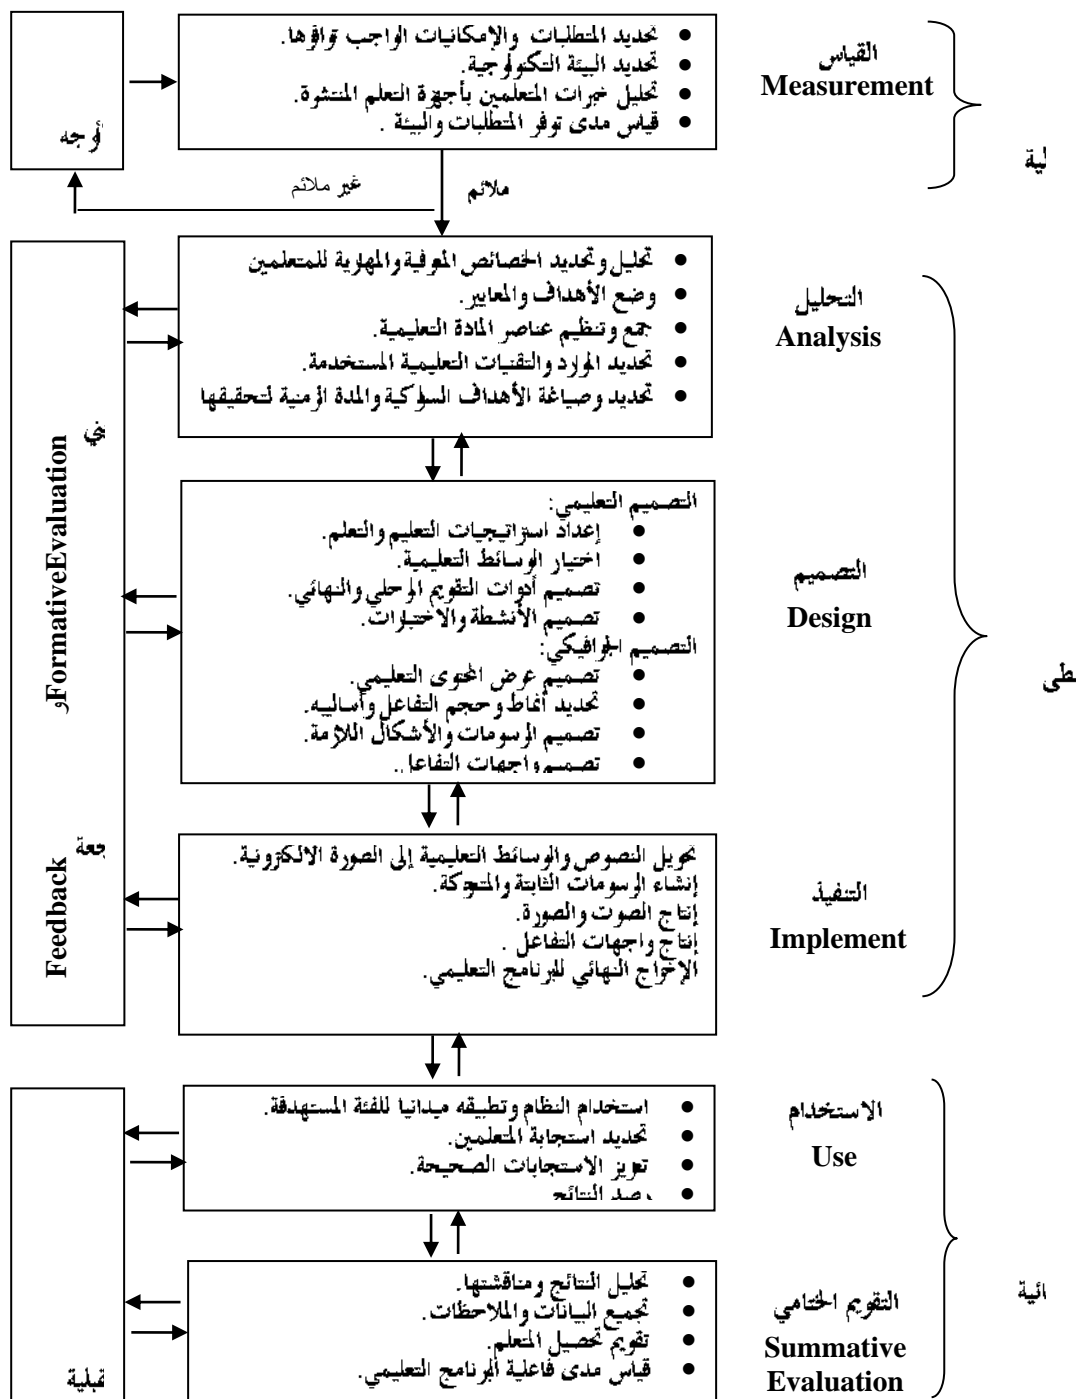 تحديد المتطلبات والإمكانيات الواجب توافرها.
تحديد البيئة التكنولوجية.
تحليل خبرات المتعلمين بأجهزة التعلم المنتشرة.
قياس مدى توفر المتطلبات والبيئة .
القياس
Measurement
أوجه
لية
ملائم
غير ملائم
تحليل وتحديد الخصائص المعرفية والمهارية للمتعلمين
وضع الأهداف والمعايير.
جمع وتنظيم عناصر المادة التعليمية.
تحديد الموارد والتقنيات التعليمية المستخدمة.
تحديد وصياغة الأهداف السلوكية والمدة الزمنية لتحقيقها
التحليل
Analysis
يني
و FormativeEvaluation
جعة
Feedback
التصميم التعليمي:
إعداد استراتيجيات التعليم والتعلم.
اختيار الوسائط التعليمية.
تصميم أدوات التقويم المرحلي والنهائي.
تصميم الأنشطة والاختبارات.
التصميم الجرافيكي:
تصميم عرض المحتوى التعليمي.
تحديد أنماط وحجم التفاعل وأساليبه.
تصميم الرسومات والأشكال اللازمة.
تصميم واجهات التفاعل.
التصميم
Design
طى
تحويل النصوص والوسائط التعليمية إلى الصورة الالكترونية.
إنشاء الرسومات الثابتة والمتحركة.
إنتاج الصوت والصورة.
إنتاج واجهات التفاعل .
الإخراج النهائي للبرنامج التعليمي.
التنفيذ
Implement
استخدام النظام وتطبيقه ميدانيا للفئة المستهدفة.
تحديد استجابة المتعلمين.
تعزيز الاستجابات الصحيحة.
رصد النتائج
الاستخدام
Use
ائية
تحليل النتائج ومناقشتها.
تجميع البيانات والملاحظات.
تقويم تحصيل المتعلم.
قياس مدى فاعلية البرنامج التعليمي.
التقويم الختامي
Summative
Evaluation
قبلية